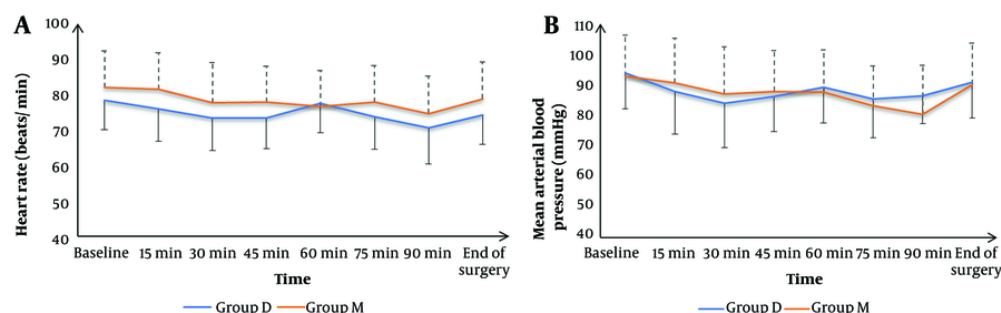 A
Heart rate (beats/ min)
100
90
80
70
60
50
40
Baseline 15 min 30 min 45 min 60 min 75 min 90 min End of
surgery
Time
Group D Group M
B
Mean arterial blood
pressure (mmHg)
110
100
90
80
70
60
50
40
Baseline 15 min 30 min 45 min 60 min 75 min 90 min End of
surgery
Time
Group D Group M